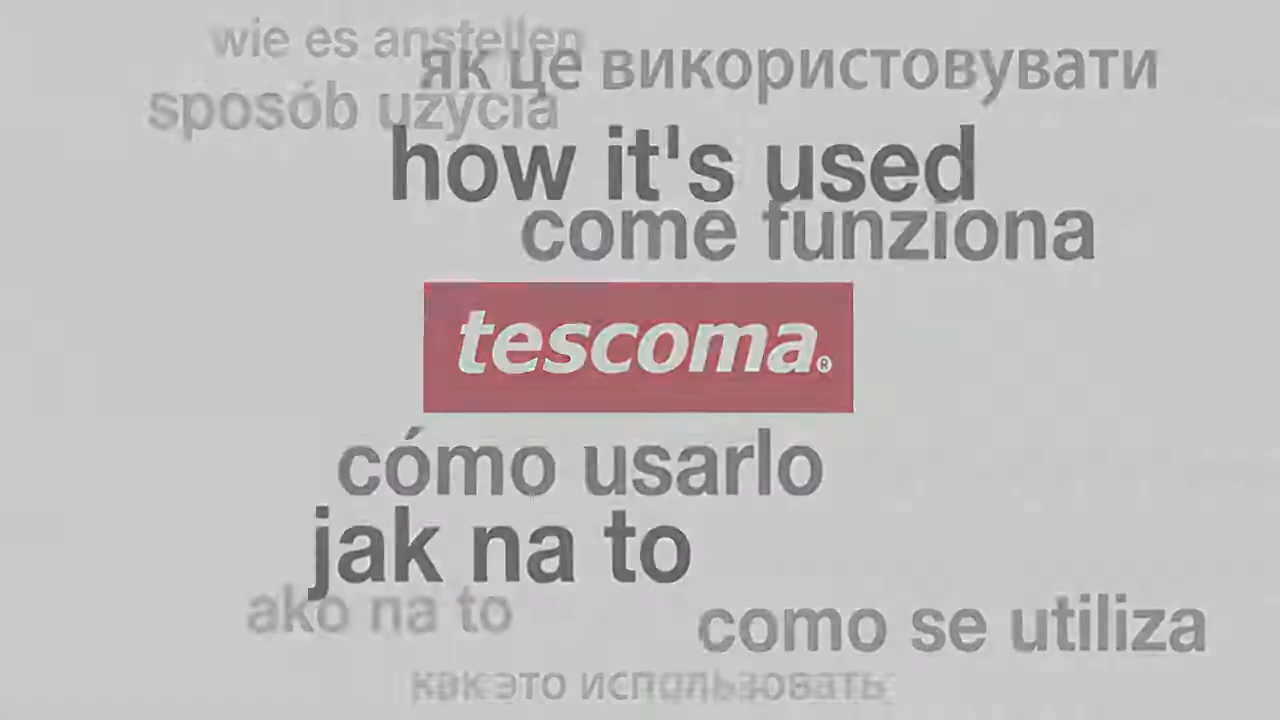 wie es anstellen
як це використовувати
sposób użycia
how it's used
come funziona
tescoma®
cómo usarlo
jak na to
ako na to
como se utiliza
как это использовать